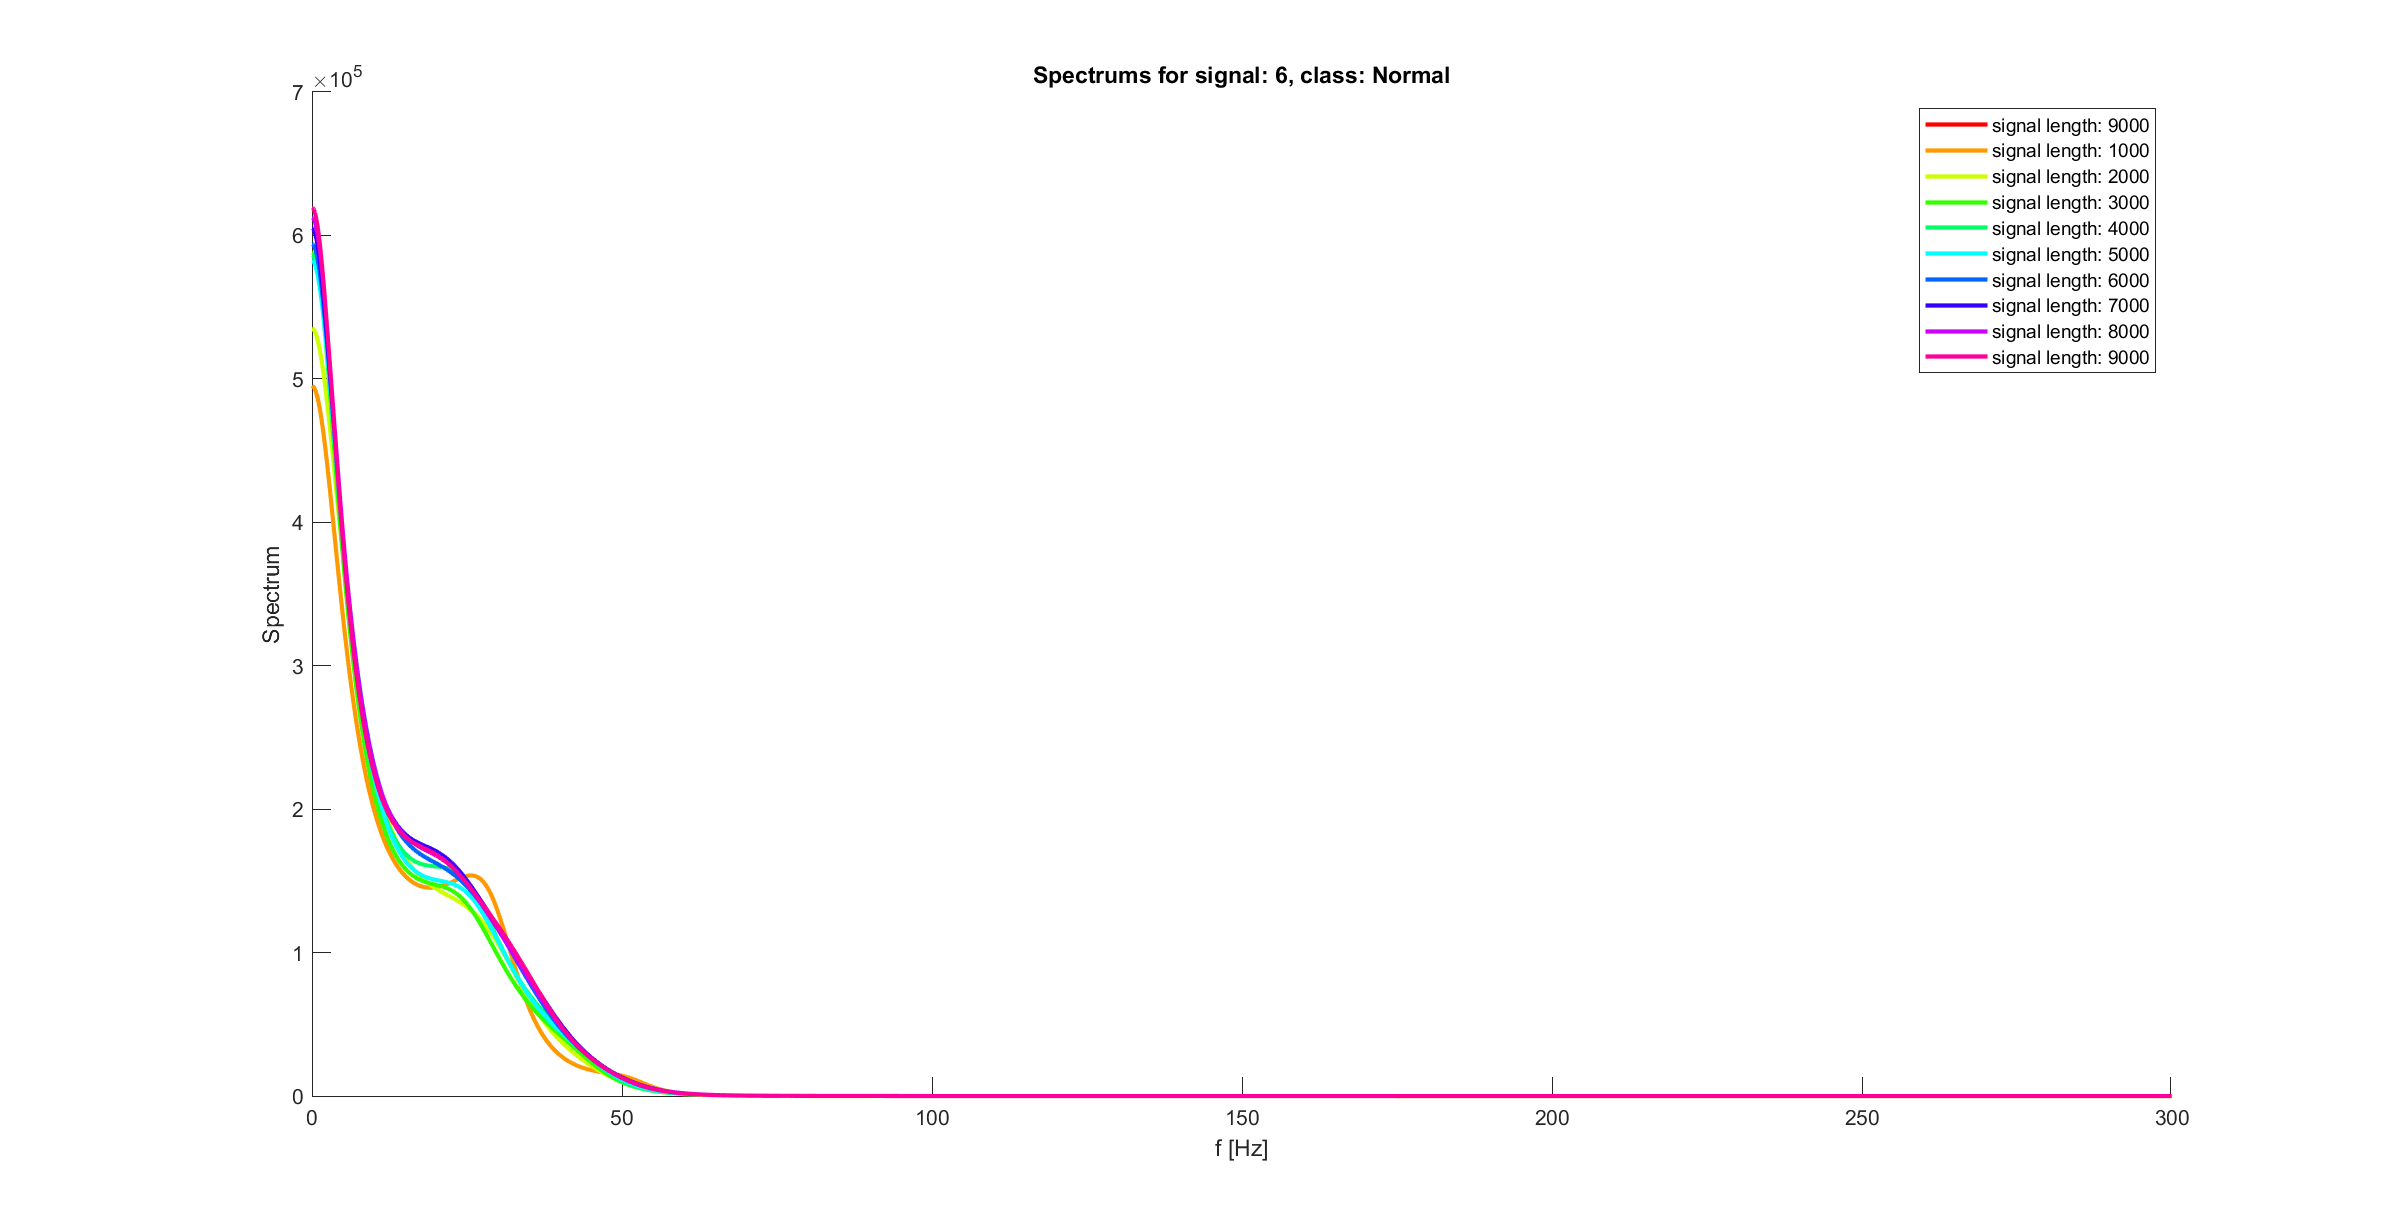 Spectrums for signal: 6, class: Normal
×10^5
7
6
5
4
3
2
1
0
Spectrum
0 50 100 150 200 250 300
f [Hz]
signal length: 9000
signal length: 1000
signal length: 2000
signal length: 3000
signal length: 4000
signal length: 5000
signal length: 6000
signal length: 7000
signal length: 8000
signal length: 9000